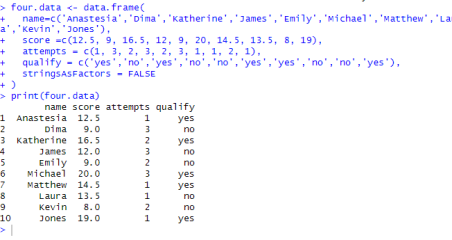 > four.data <- data.frame(
+   name=c('Anastesia','Dima','Katherine','James','Emily','Michael','Matthew','Lau
ra','Kevin','Jones'),
+   score =c(12.5, 9, 16.5, 12, 9, 20, 14.5, 13.5, 8, 19),
+   attempts = c(1, 3, 2, 3, 2, 3, 1, 1, 2, 1),
+   qualify = c('yes','no','yes','no','no','yes','yes','no','no','yes'),
+   stringsAsFactors = FALSE
+ )
> print(four.data)
        name score attempts qualify
1  Anastesia  12.5        1     yes
2       Dima   9.0        3      no
3  Katherine  16.5        2     yes
4      James  12.0        3      no
5      Emily   9.0        2      no
6    Michael  20.0        3     yes
7    Matthew  14.5        1     yes
8      Laura  13.5        1      no
9      Kevin   8.0        2      no
10     Jones  19.0        1     yes
>